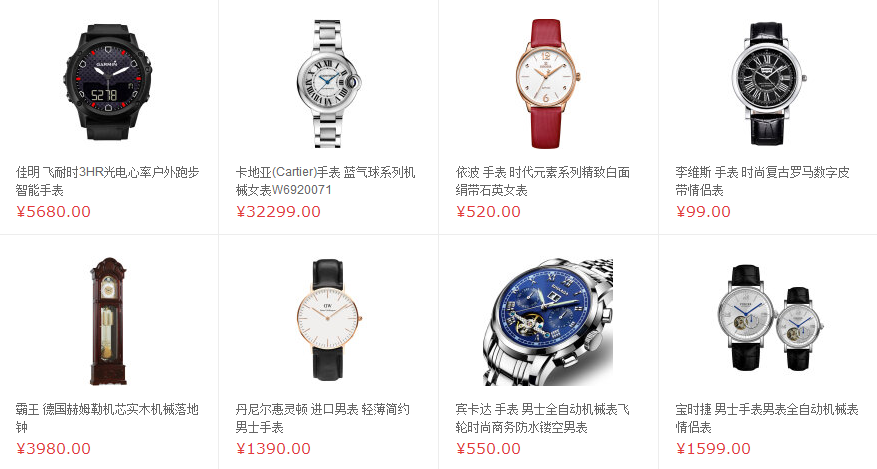 GARMIN
5278
佳明 飞耐时3HR光电心率户外跑步
智能手表
¥5680.00
卡地亚(Cartier)手表 蓝气球系列机
械女表W6920071
¥32299.00
依波 手表 时代元素系列精致白面
绢带石英女表
¥520.00
李维斯 手表 时尚复古罗马数字皮
带情侣表
¥99.00
DW
霸王 德国赫姆勒机芯实木机械落地
钟
¥3980.00
丹尼尔惠灵顿 进口男表 轻薄简约
男士手表
¥1390.00
宾卡达 手表 男士全自动机械表飞
轮时尚商务防水镂空男表
¥550.00
宝时捷 男士手表男表全自动机械表
情侣表
¥1599.00